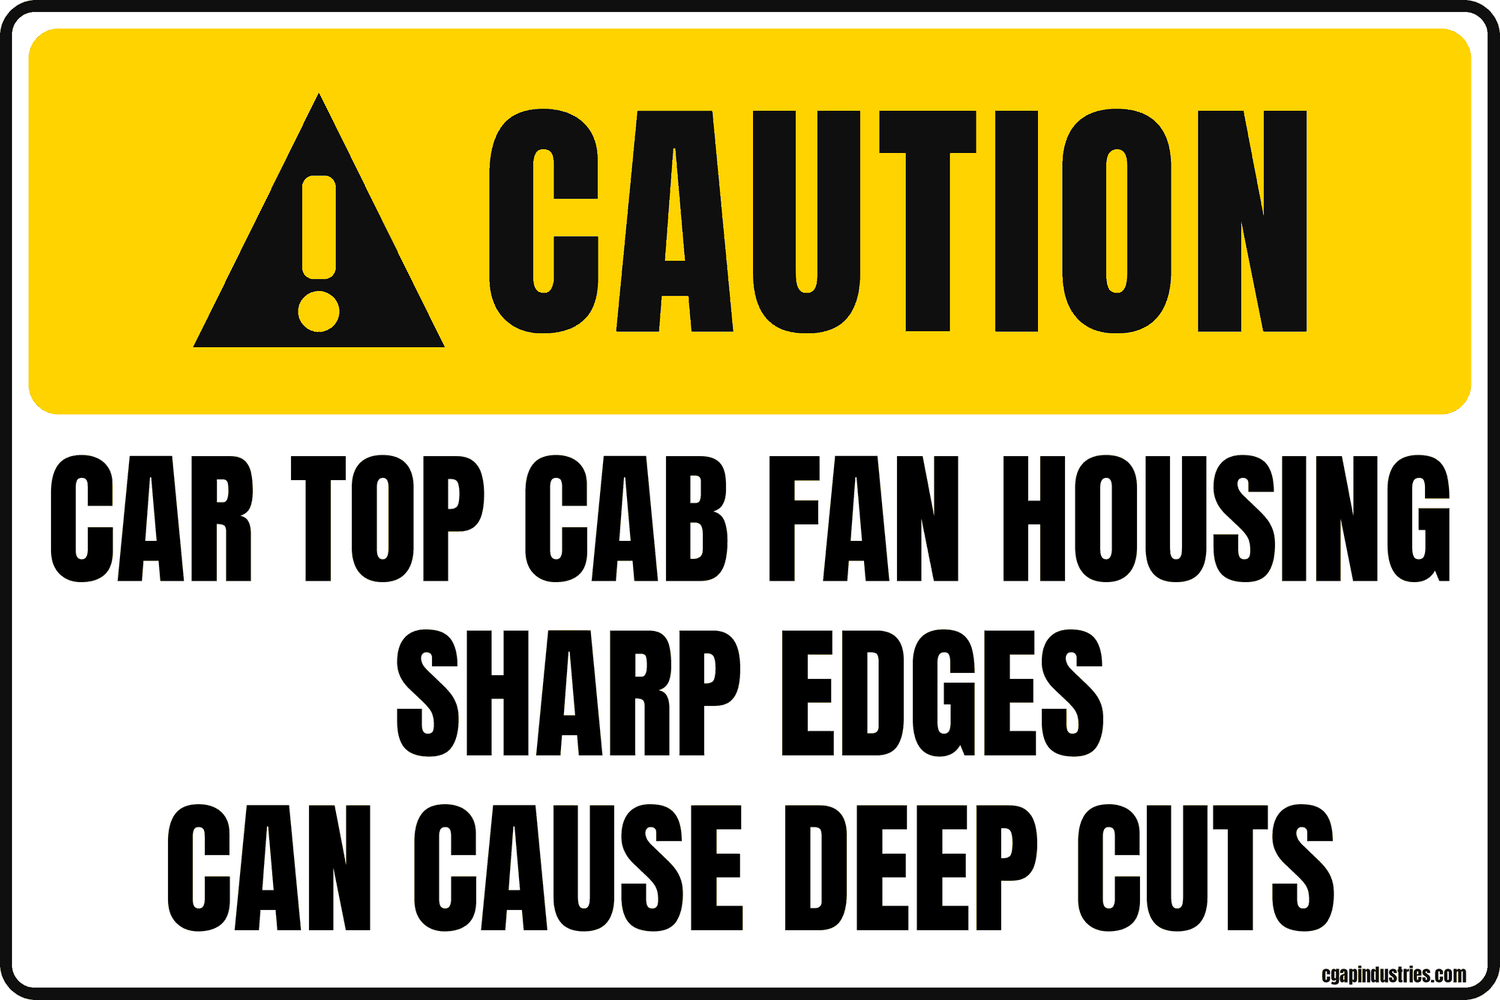 CAUTION
CAR TOP CAB FAN HOUSING
SHARP EDGES
CAN CAUSE DEEP CUTS
cgapindustries.com